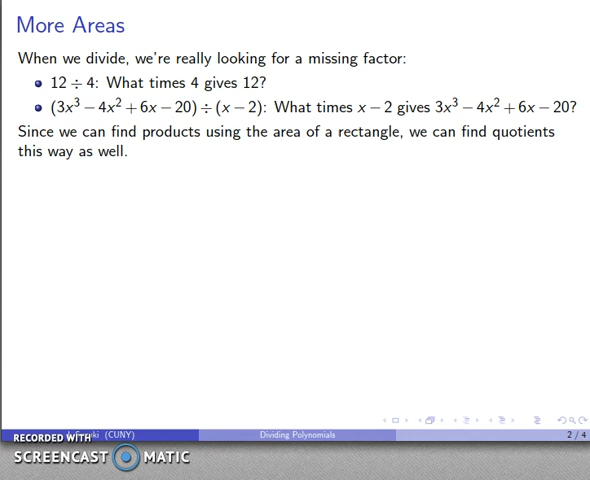 More Areas
When we divide, we're really looking for a missing factor:
12 ÷ 4: What times 4 gives 12?
(3x³ − 4x² + 6x − 20) ÷ (x − 2): What times x − 2 gives 3x³ − 4x² + 6x − 20?
Since we can find products using the area of a rectangle, we can find quotients
this way as well.
(CUNY) Dividing Polynomials 2 / 4
RECORDED WITH
SCREENCAST MATIC